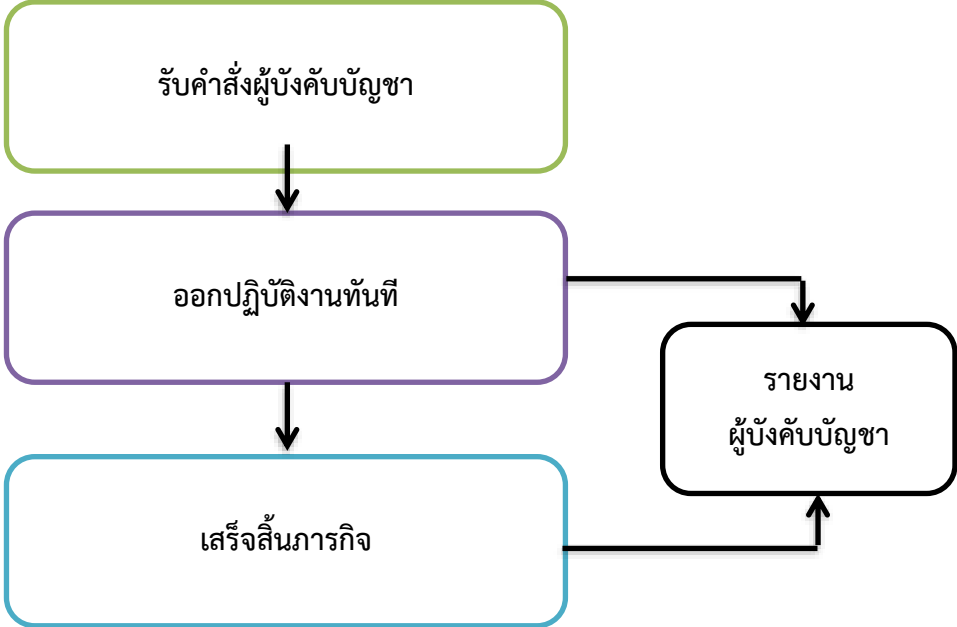 รับคำสั่งผู้บังคับบัญชา
ออกปฏิบัติงานทันที
รายงาน
ผู้บังคับบัญชา
เสร็จสิ้นภารกิจ